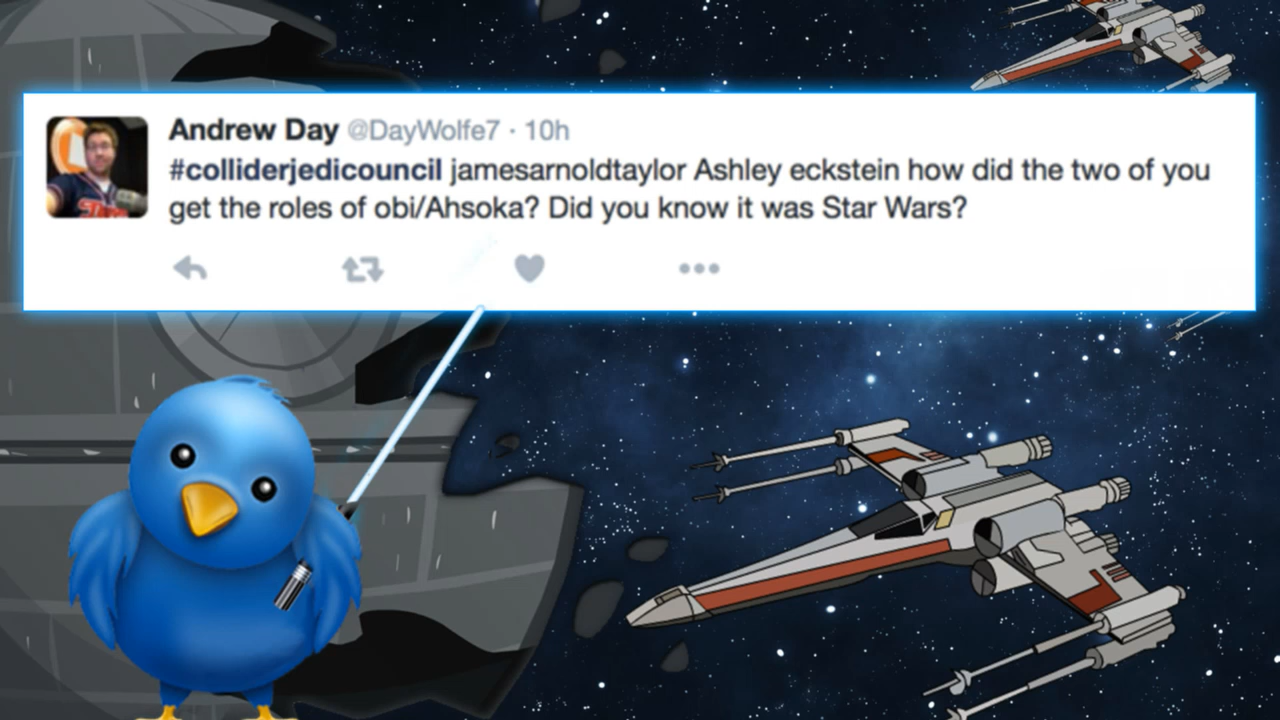 Andrew Day @DayWolfe7 · 10h
#colliderjedicouncil jamesarnoldtaylor Ashley eckstein how did the two of you
get the roles of obi/Ahsoka? Did you know it was Star Wars?